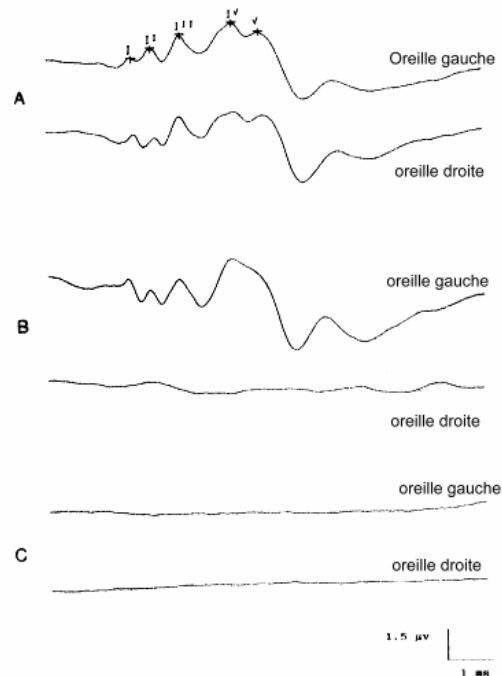 I II III IV V
Oreille gauche
A
oreille droite
oreille gauche
B
oreille droite
oreille gauche
C
oreille droite
1.5 µv
1 ms